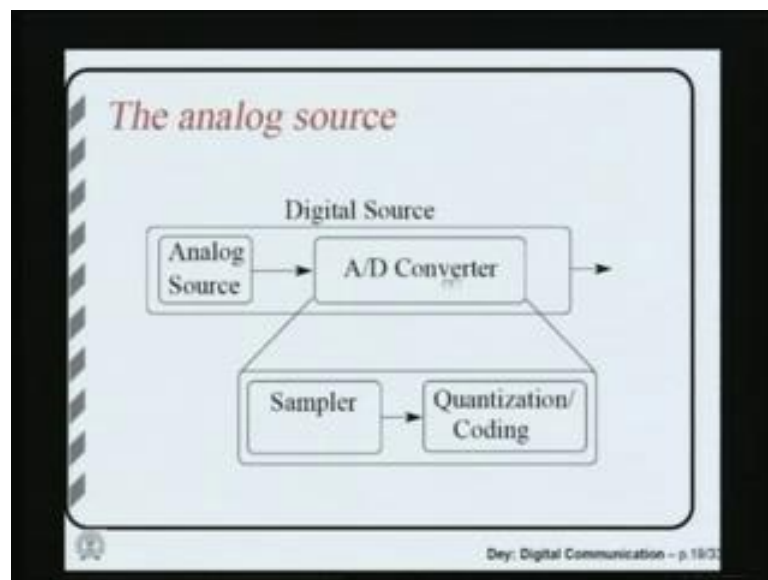 The analog source
Digital Source
Analog
Source
A/D Converter
Sampler
Quantization/
Coding
Dey: Digital Communication – p.19/33